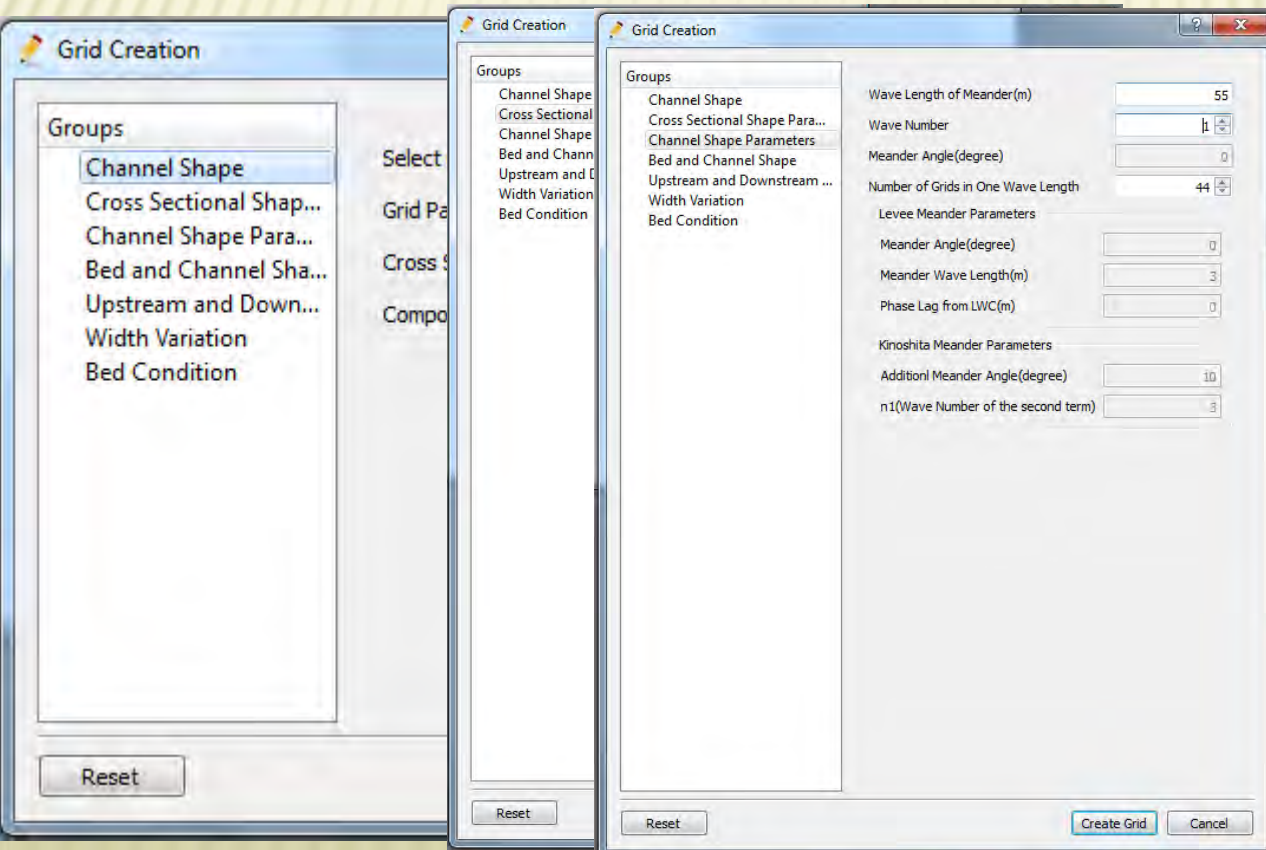 Grid Creation
Groups
Channel Shape
Cross Sectional Shap...
Channel Shape Para...
Bed and Channel Sha...
Upstream and Down...
Width Variation
Bed Condition
Select
Grid Pa
Cross S
Compo
Reset
Grid Creation
Groups
Channel Shape
Cross Sectional
Channel Shape
Bed and Chann
Upstream and D
Width Variation
Bed Condition
Reset
Grid Creation
Groups
Channel Shape
Cross Sectional Shape Para...
Channel Shape Parameters
Bed and Channel Shape
Upstream and Downstream ...
Width Variation
Bed Condition
Wave Length of Meander(m) 55
Wave Number 1
Meander Angle(degree) 0
Number of Grids in One Wave Length 44
Levee Meander Parameters
Meander Angle(degree) 0
Meander Wave Length(m) 3
Phase Lag from LWC(m) 0
Kinoshita Meander Parameters
Additionl Meander Angle(degree) 10
n1(Wave Number of the second term) 3
Reset
Create Grid Cancel